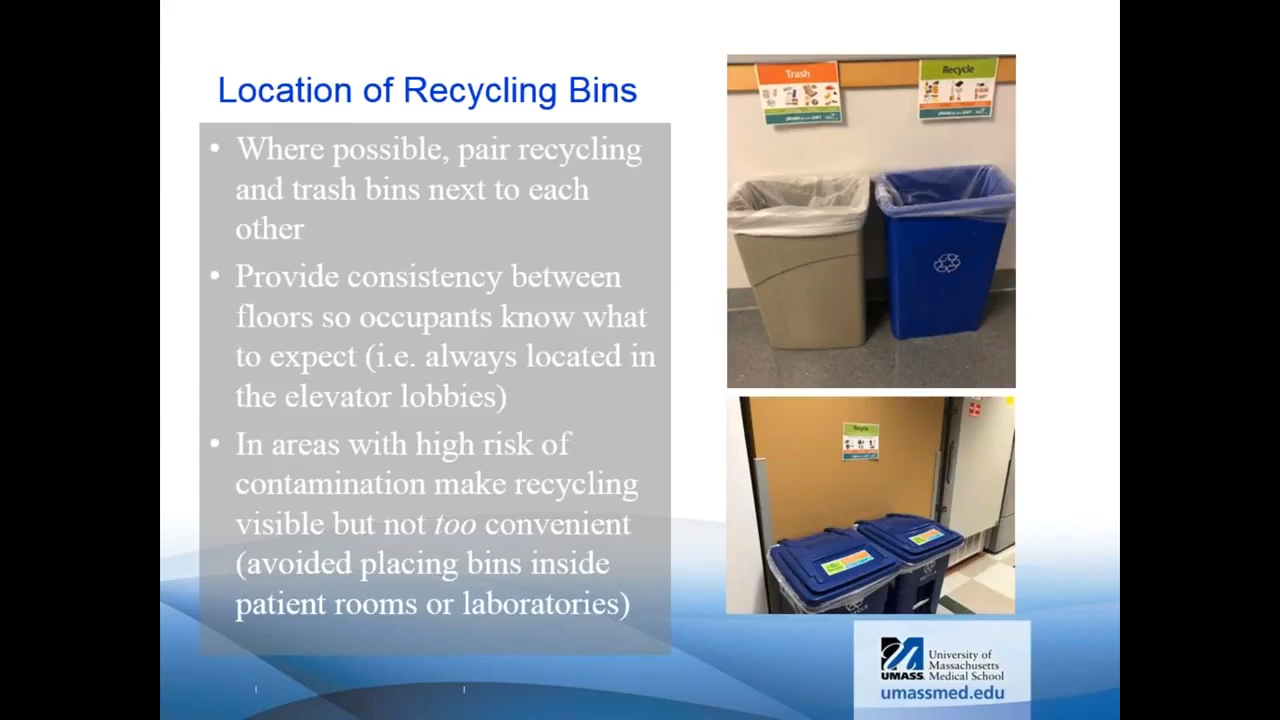 Location of Recycling Bins
• Where possible, pair recycling
and trash bins next to each
other
• Provide consistency between
floors so occupants know what
to expect (i.e. always located in
the elevator lobbies)
• In areas with high risk of
contamination make recycling
visible but not too convenient
(avoided placing bins inside
patient rooms or laboratories)
Trash
Recycle
Recycle
UMASS
University of
Massachusetts
Medical School
umassmed.edu